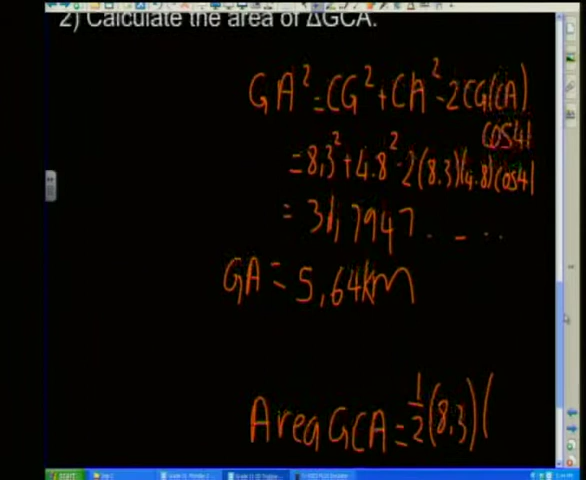 2) Calculate the area of ΔGCA.
GA² = CG² + CA² - 2CG(CA)
cos41
= 8.3² + 4.8² - 2(8.3)(4.8)cos41
= 31,7947. - ...
GA = 5,64km
Area GCA = 1/2 (8.3)(